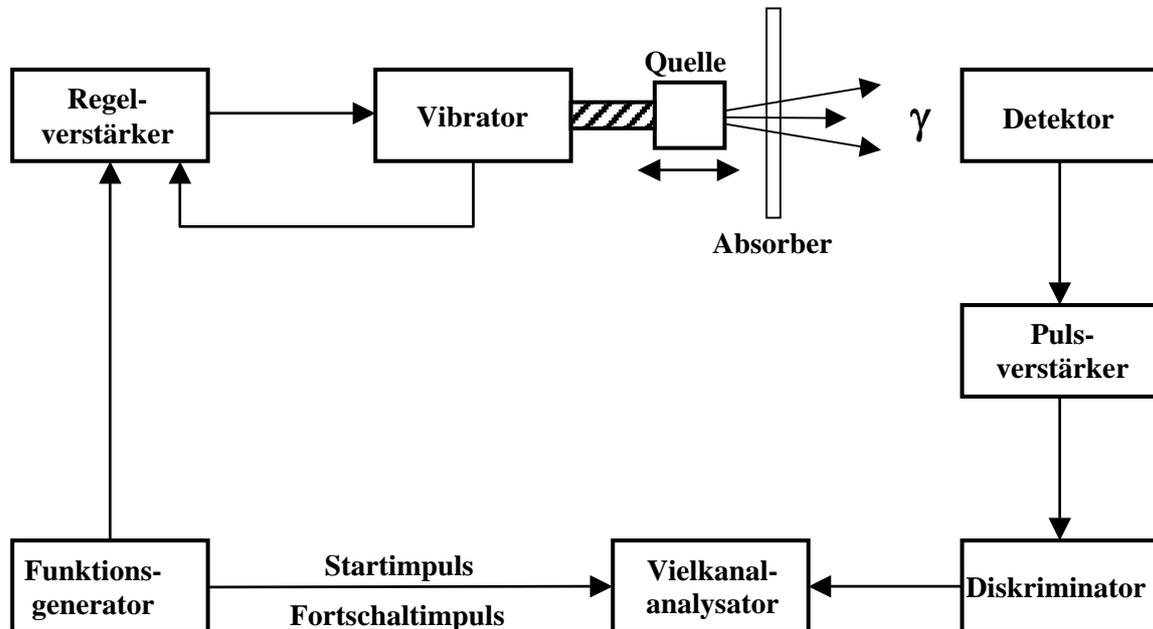 Regel-
verstärker
Vibrator
Quelle
Absorber
γ
Detektor
Puls-
verstärker
Funktions-
generator
Startimpuls
Fortschaltimpuls
Vielkanal-
analysator
Diskriminator